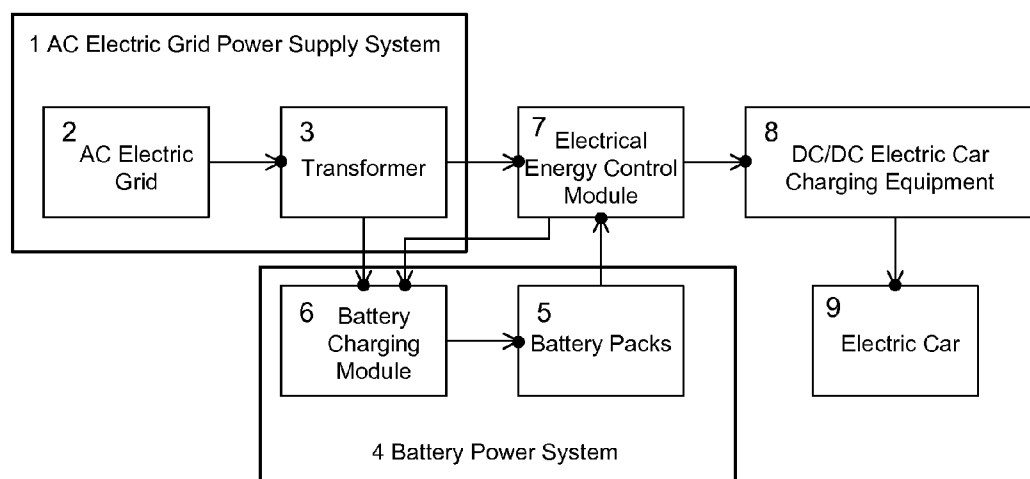 1 AC Electric Grid Power Supply System
2
AC Electric
Grid
3
Transformer
7
Electrical
Energy Control
Module
8
DC/DC Electric Car
Charging Equipment
6
Battery
Charging
Module
5
Battery Packs
9
Electric Car
4 Battery Power System